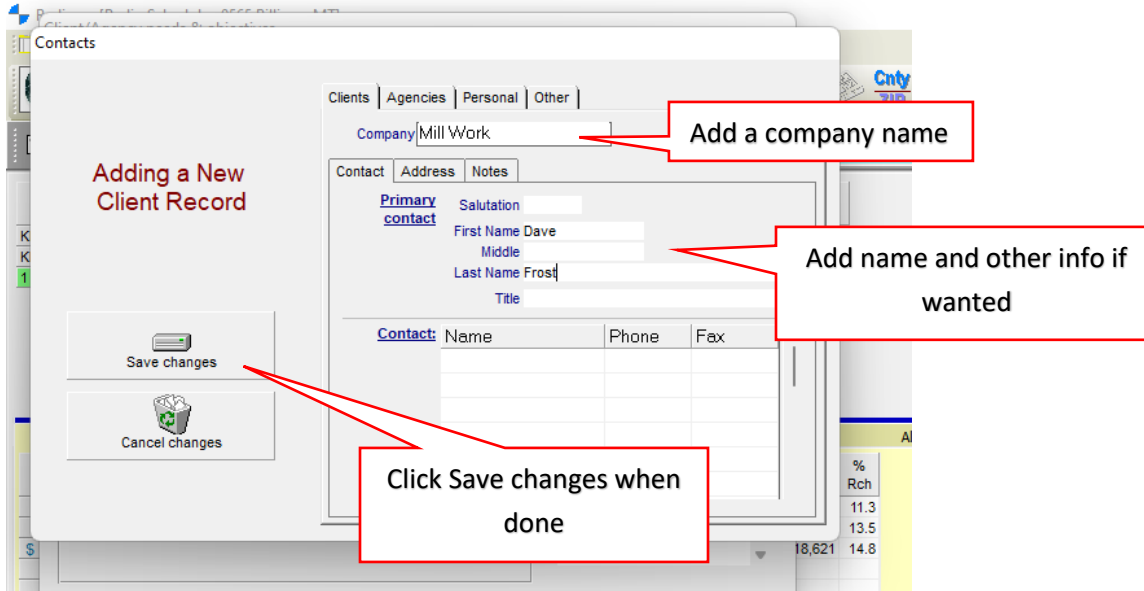 Contacts
Clients Agencies Personal Other
Company Mill Work
Add a company name
Cnty
Adding a New
Client Record
Contact Address Notes
Primary
contact
Salutation
First Name Dave
Middle
Last Name Frost
Title
Add name and other info if
wanted
Contact: Name Phone Fax
Save changes
Cancel changes
Click Save changes when
done
%
Rch
11.3
13.5
$ 18,621 14.8
K
K
1